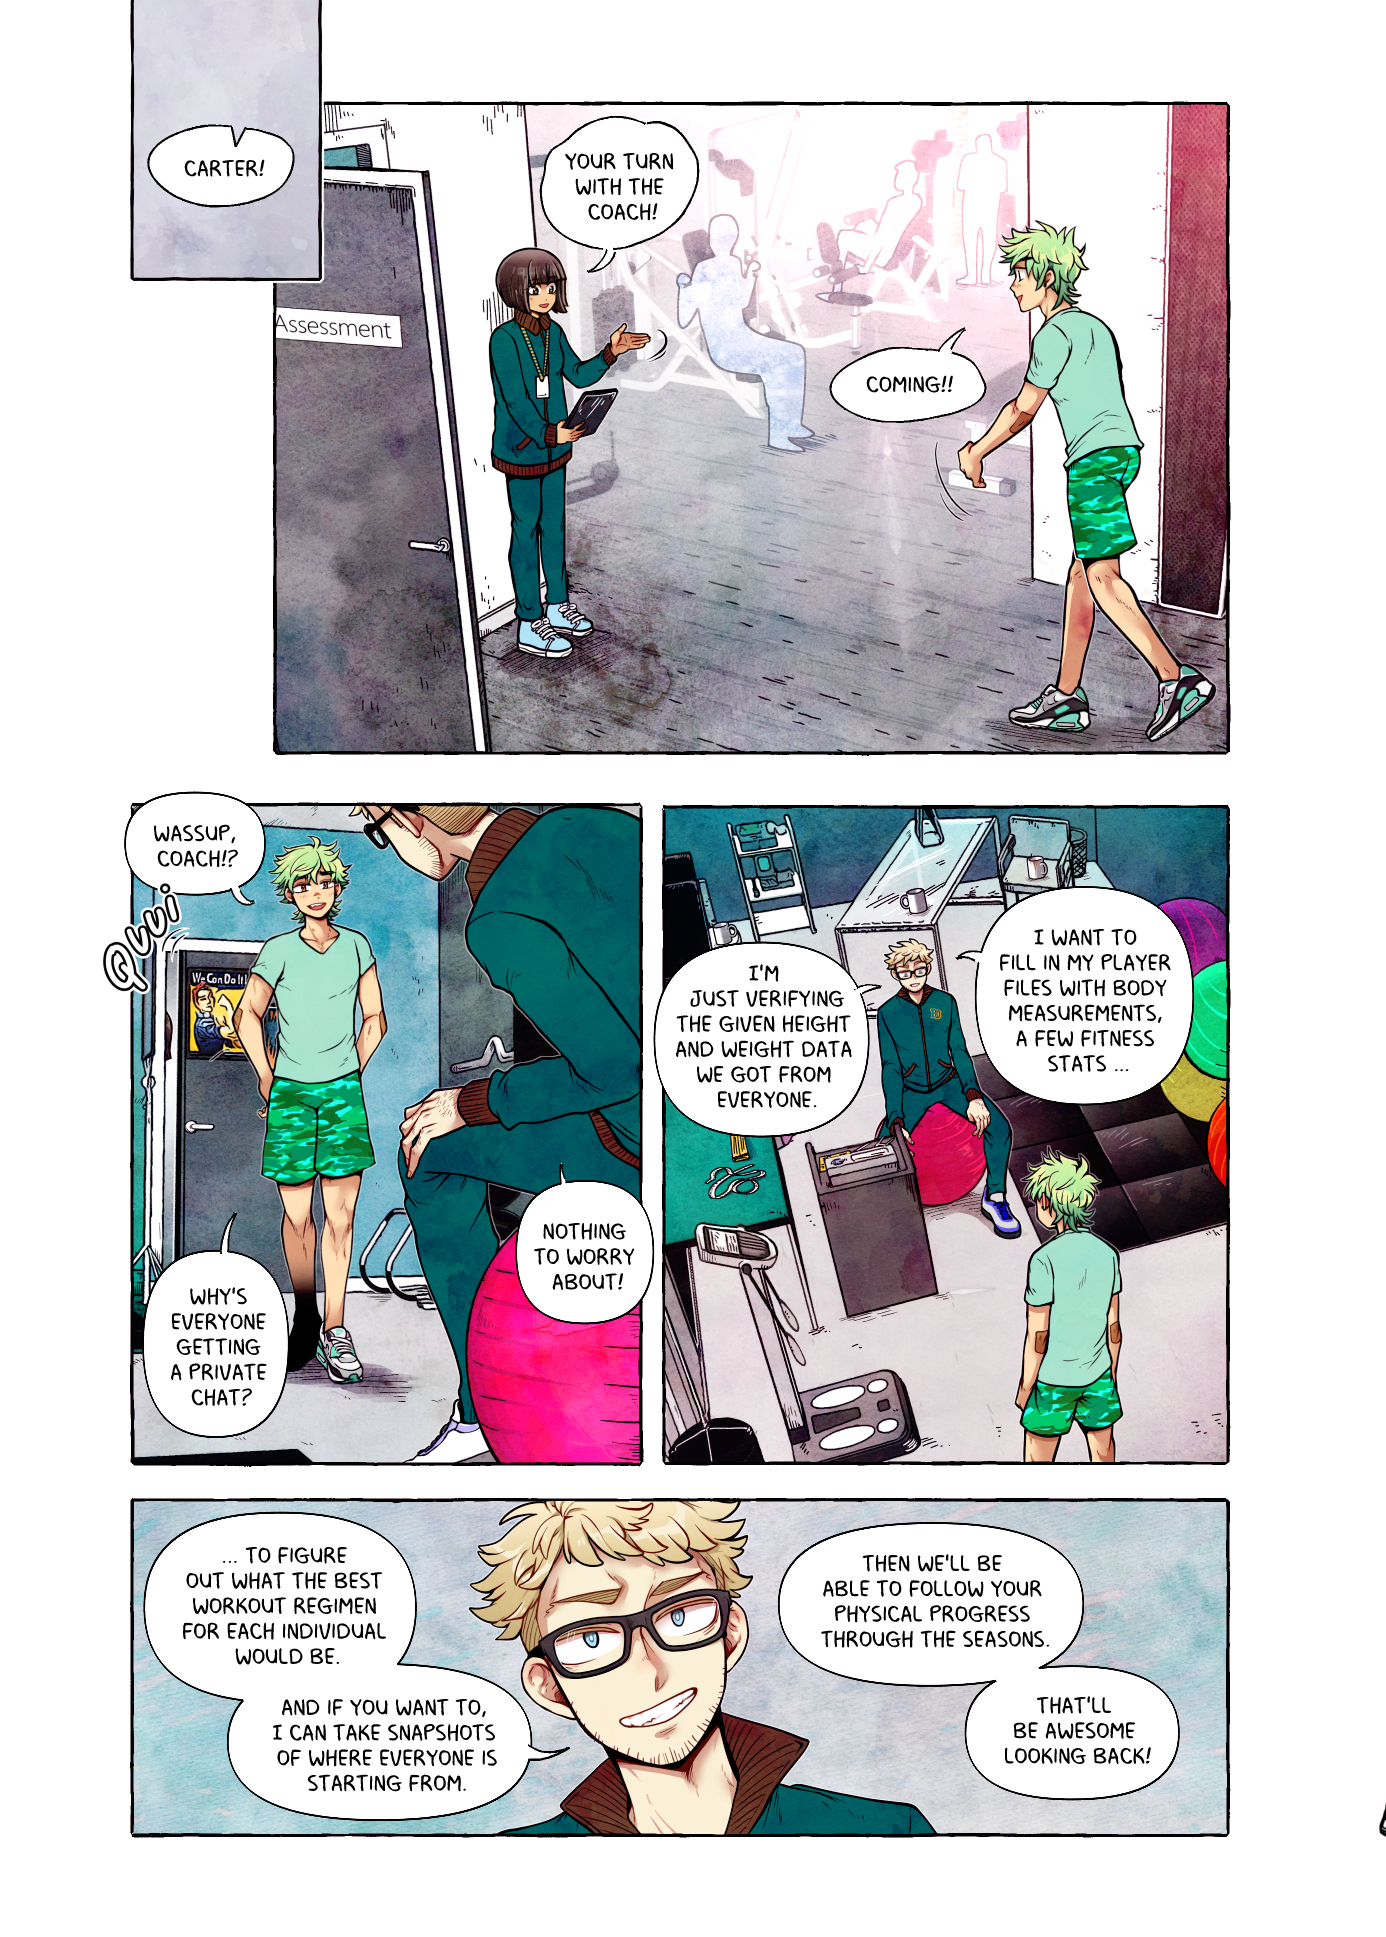 CARTER!
YOUR TURN
WITH THE
COACH!
Assessment
COMING!!
WASSUP,
COACH!?
QUUI
We Can Do It!
WHY'S
EVERYONE
GETTING
A PRIVATE
CHAT?
NOTHING
TO WORRY
ABOUT!
I'M
JUST VERIFYING
THE GIVEN HEIGHT
AND WEIGHT DATA
WE GOT FROM
EVERYONE.
I WANT TO
FILL IN MY PLAYER
FILES WITH BODY
MEASUREMENTS,
A FEW FITNESS
STATS ...
... TO FIGURE
OUT WHAT THE BEST
WORKOUT REGIMEN
FOR EACH INDIVIDUAL
WOULD BE.
AND IF YOU WANT TO,
I CAN TAKE SNAPSHOTS
OF WHERE EVERYONE IS
STARTING FROM.
THEN WE'LL BE
ABLE TO FOLLOW YOUR
PHYSICAL PROGRESS
THROUGH THE SEASONS.
THAT'LL
BE AWESOME
LOOKING BACK!